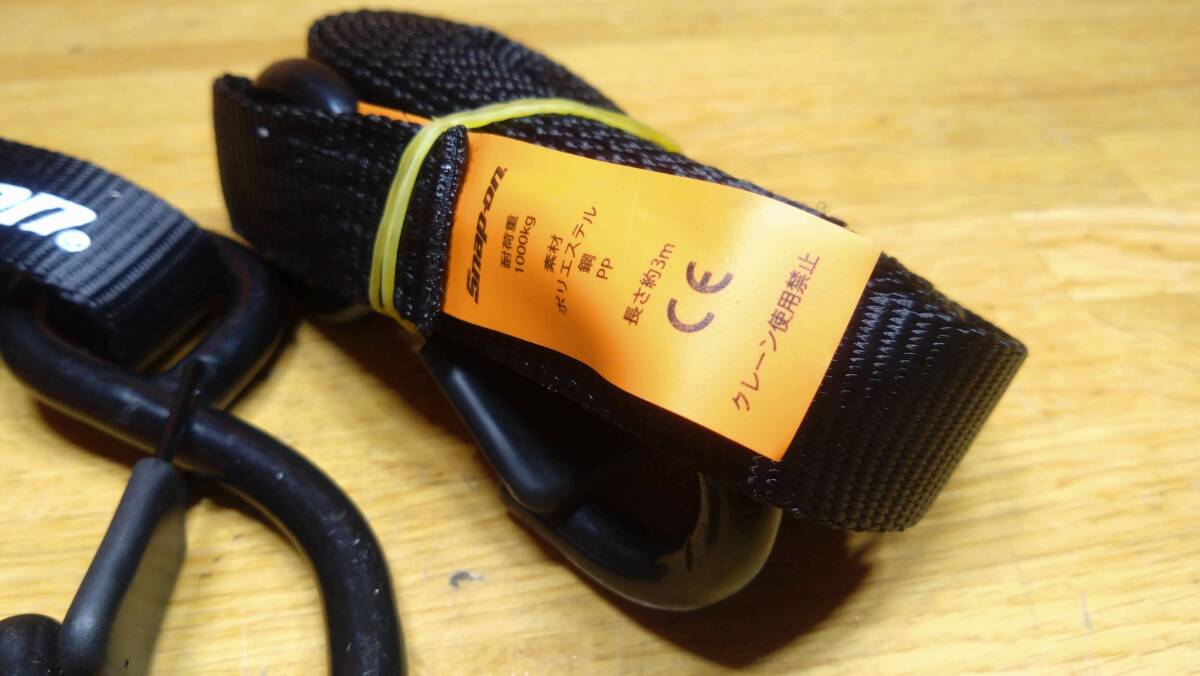 on®
Snap-on
耐荷重
1000kg
素材
ポリエステル
鋼
PP
長さ約3m
CE
クレーン使用禁止